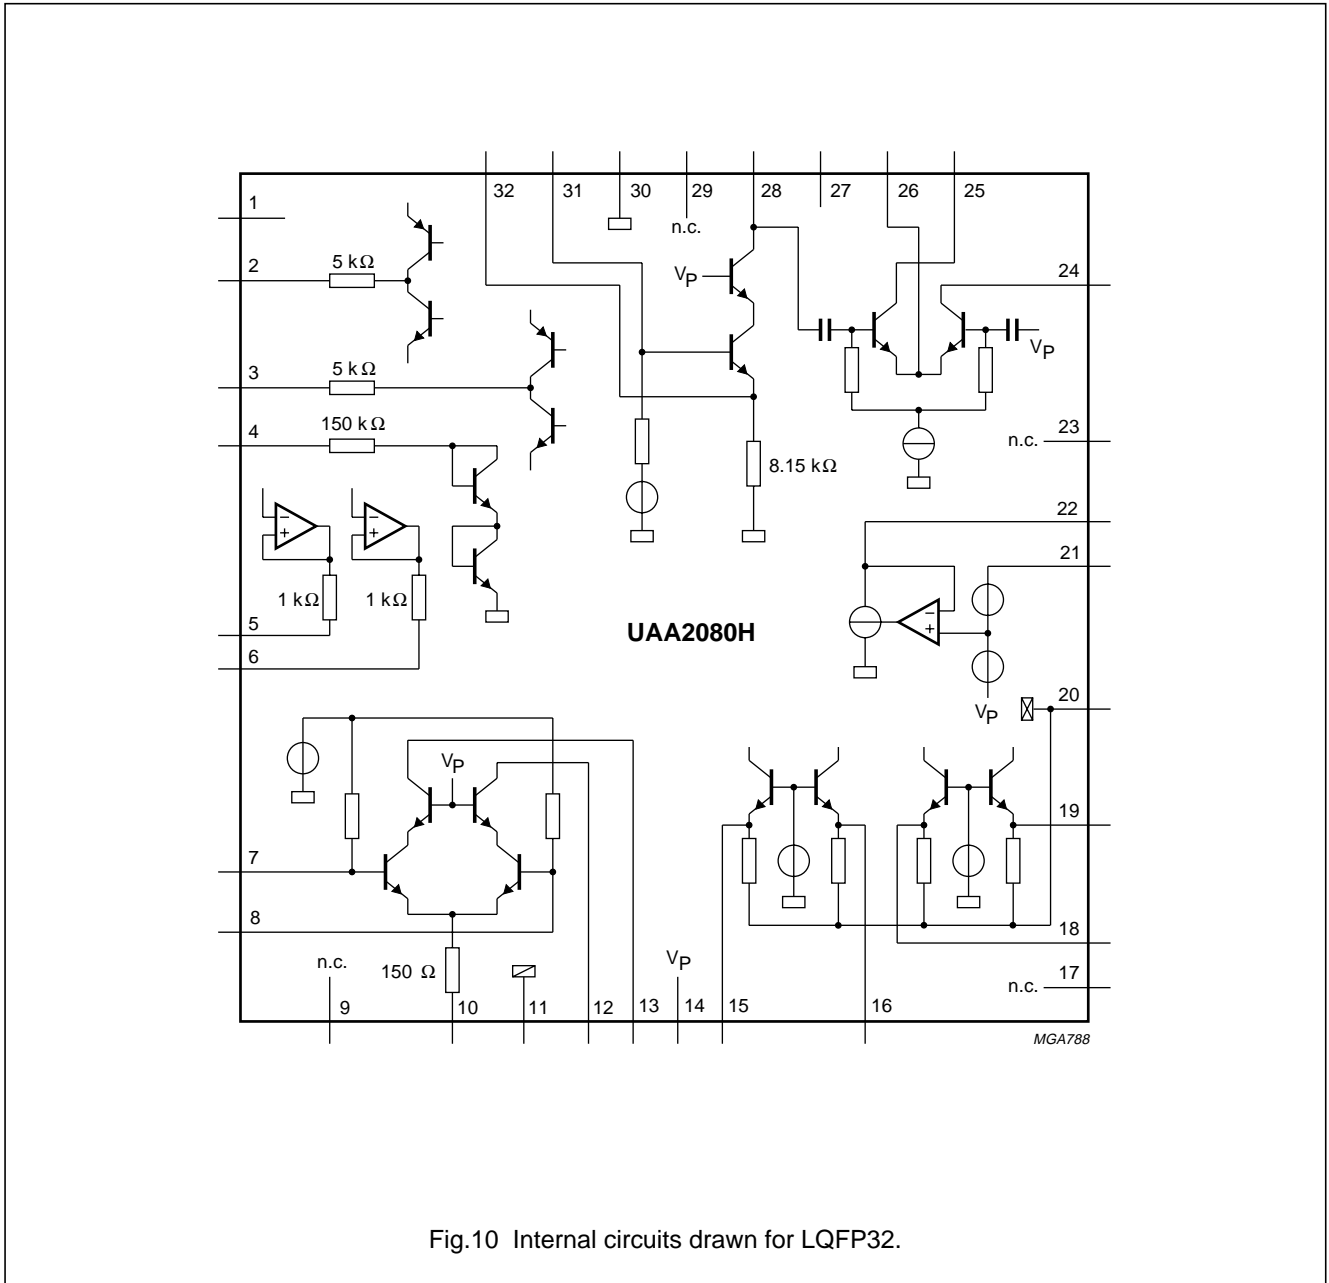 32 31 30 29 28 27 26 25
1
n.c.
2
5 kΩ
V_P
24
V_P
3
5 kΩ
4
150 kΩ
n.c.
23
8.15 kΩ
−
+
−
+
22
21
1 kΩ
1 kΩ
−
+
5
UAA2080H
6
20
V_P
V_P
19
7
8
18
n.c.
150 Ω
V_P
n.c.
17
9 10 11 12 13 14 15 16
MGA788
Fig.10 Internal circuits drawn for LQFP32.